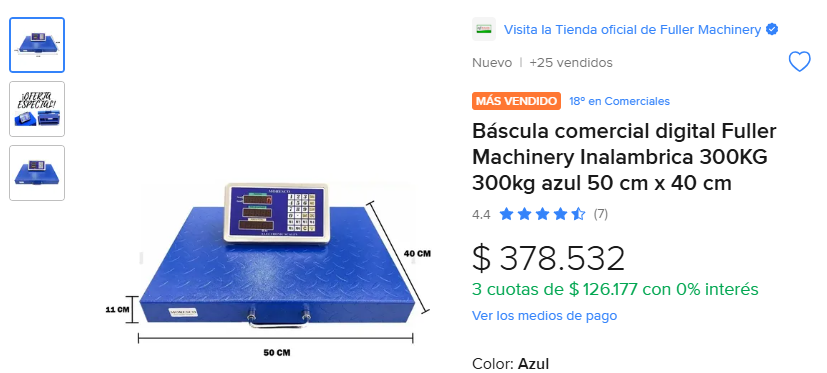 Visita la Tienda oficial de Fuller Machinery
Nuevo | +25 vendidos
MÁS VENDIDO 18º en Comerciales
Báscula comercial digital Fuller
Machinery Inalambrica 300KG
300kg azul 50 cm x 40 cm
4.4 (7)
$ 378.532
3 cuotas de $ 126.177 con 0% interés
Ver los medios de pago
Color: Azul
¡OFERTA
ESPECIAL!
40 CM
11 CM
50 CM